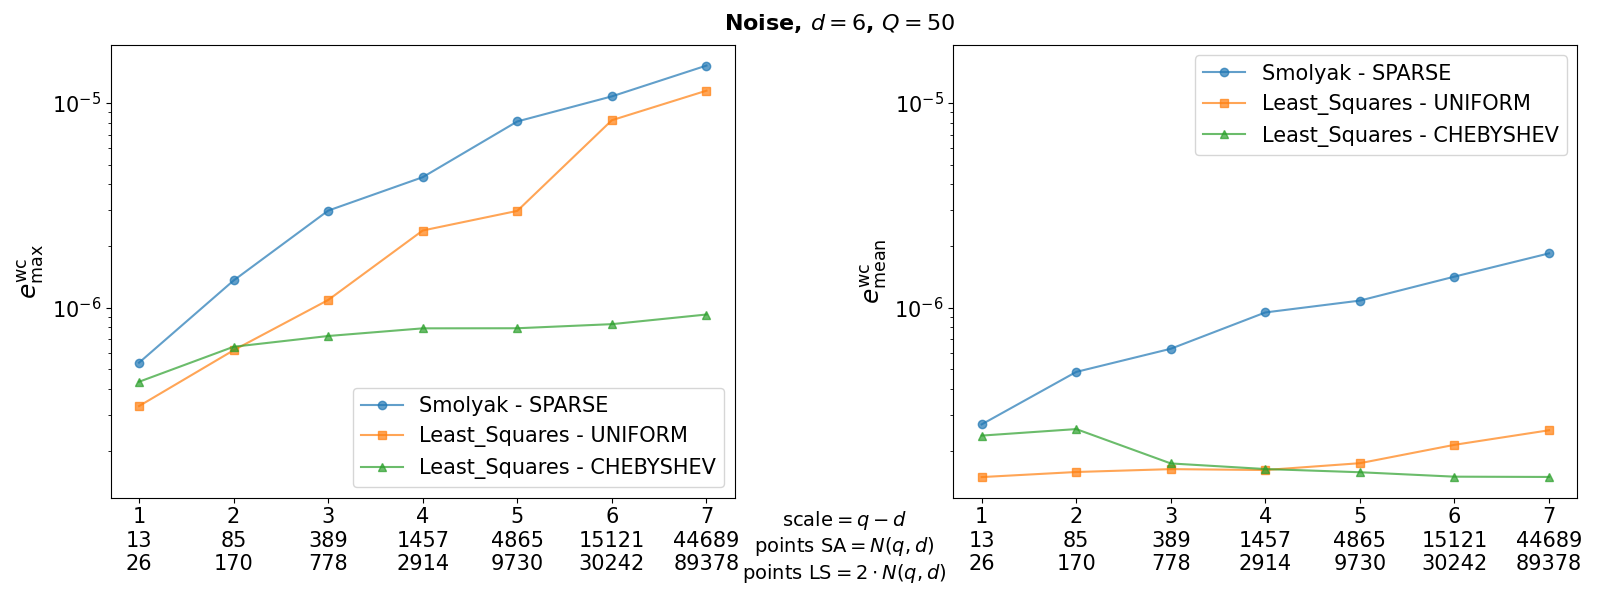 Noise, d = 6, Q = 50
e^wc_max
10^−5
10^−6
Smolyak - SPARSE
Least_Squares - UNIFORM
Least_Squares - CHEBYSHEV
1 2 3 4 5 6 7
13 85 389 1457 4865 15121 44689
26 170 778 2914 9730 30242 89378
scale = q − d
points SA = N(q, d)
points LS = 2 · N(q, d)
e^wc_mean
10^−5
10^−6
Smolyak - SPARSE
Least_Squares - UNIFORM
Least_Squares - CHEBYSHEV
1 2 3 4 5 6 7
13 85 389 1457 4865 15121 44689
26 170 778 2914 9730 30242 89378